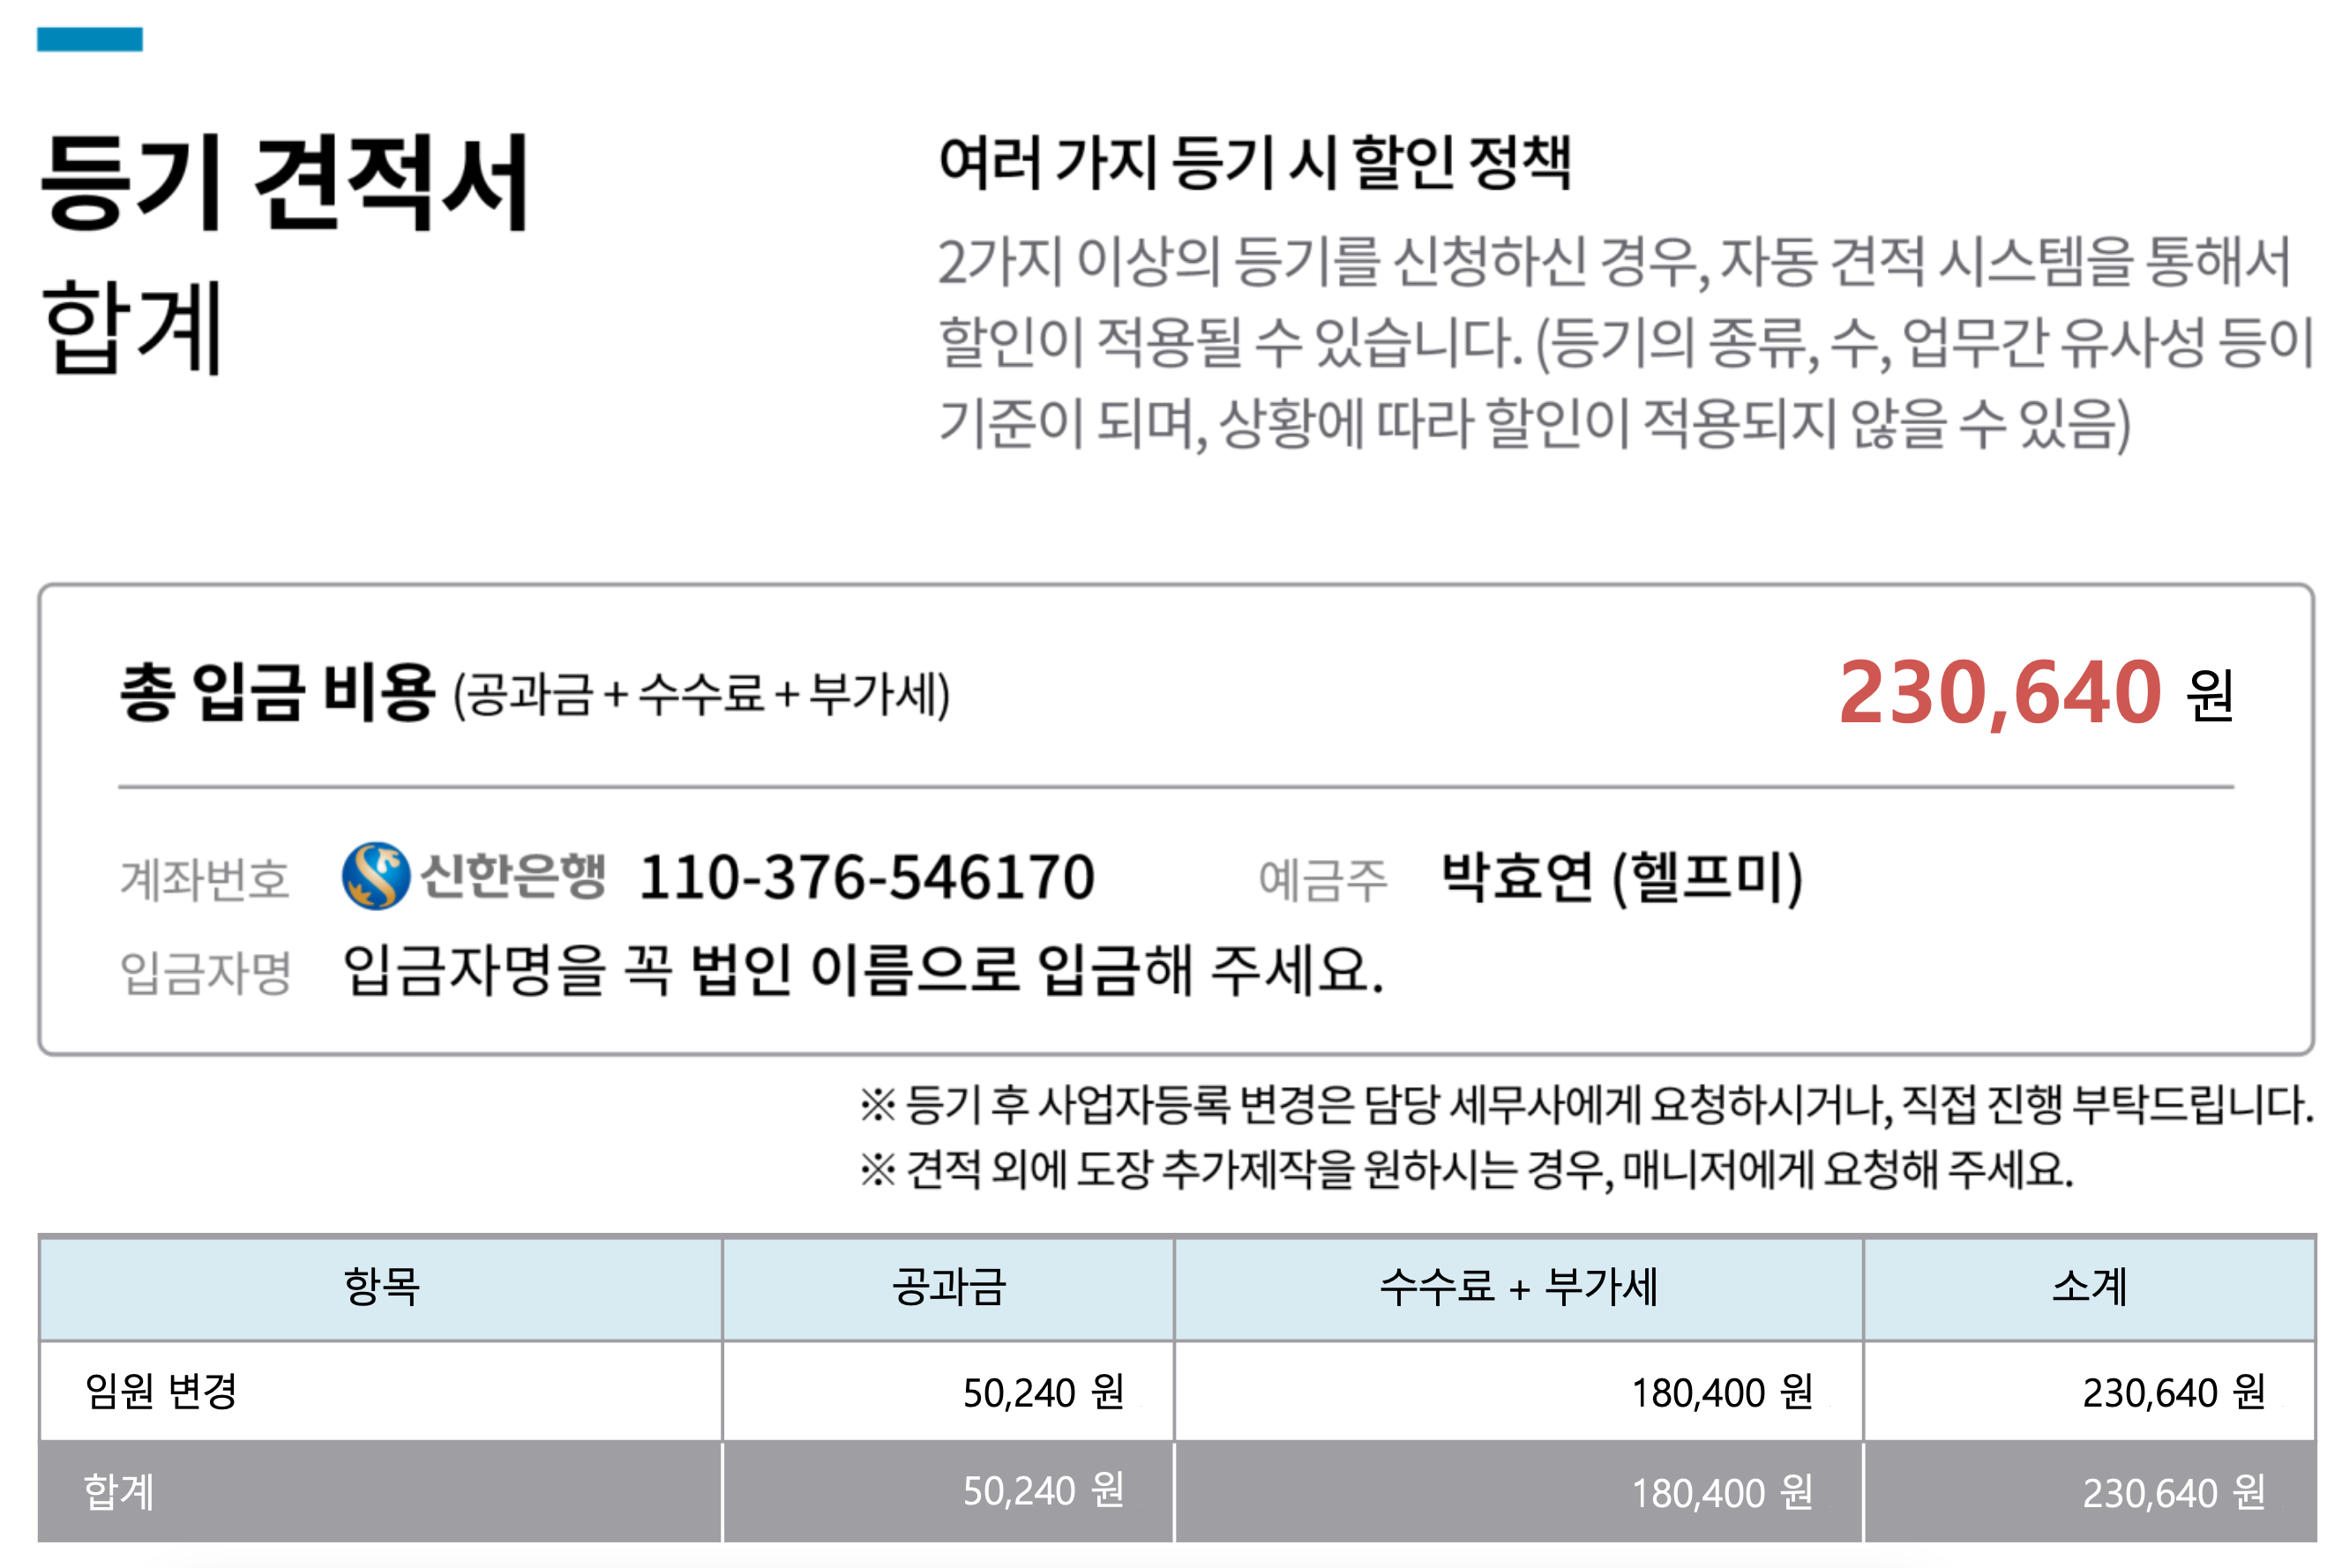 등기 견적서
합계
여러 가지 등기 시 할인 정책
2가지 이상의 등기를 신청하신 경우, 자동 견적 시스템을 통해서
할인이 적용될 수 있습니다. (등기의 종류, 수, 업무간 유사성 등이
기준이 되며, 상황에 따라 할인이 적용되지 않을 수 있음)
총 입금 비용 (공과금 + 수수료 + 부가세) 230,640 원
계좌번호 신한은행 110-376-546170 예금주 박효연 (헬프미)
입금자명 입금자명을 꼭 법인 이름으로 입금해 주세요.
※ 등기 후 사업자등록 변경은 담당 세무사에게 요청하시거나, 직접 진행 부탁드립니다.
※ 견적 외에 도장 추가제작을 원하시는 경우, 매니저에게 요청해 주세요.
항목 공과금 수수료 + 부가세 소계
임원 변경 50,240 원 180,400 원 230,640 원
합계 50,240 원 180,400 원 230,640 원